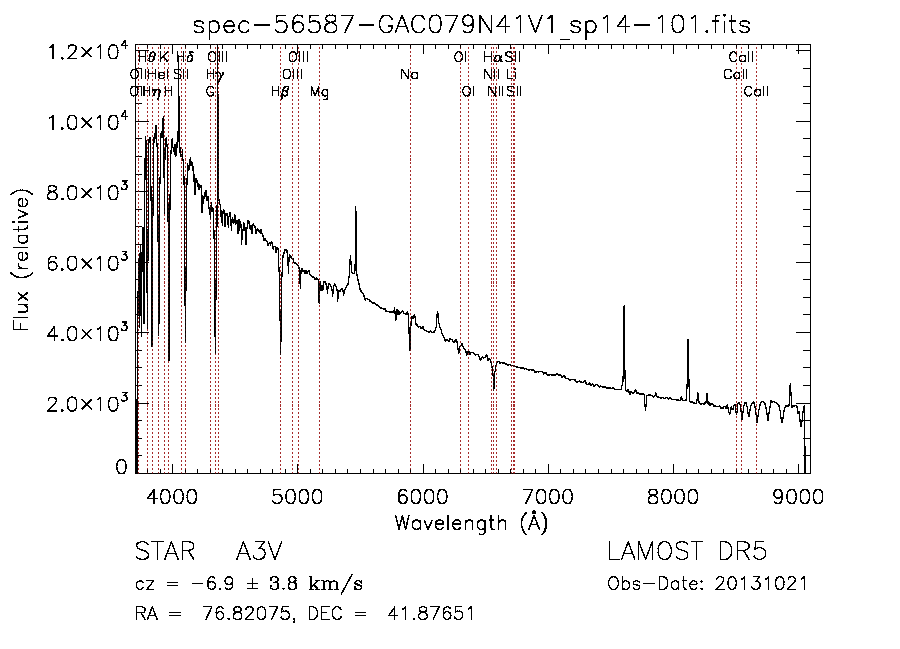 spec-56587-GAC079N41V1_sp14-101.fits
1.2×10⁴
1.0×10⁴
8.0×10³
6.0×10³
4.0×10³
2.0×10³
0
Flux (relative)
Hθ K Hδ OIII OIII OI Hα SII CaII
HeI SII Hγ OIII Na NII Li CaII
Hη H G Hβ Mg OI NII SII CaII
4000 5000 6000 7000 8000 9000
Wavelength (Å)
STAR A3V
LAMOST DR5
cz = −6.9 ± 3.8 km/s
Obs-Date: 20131021
RA = 76.82075, DEC = 41.87651